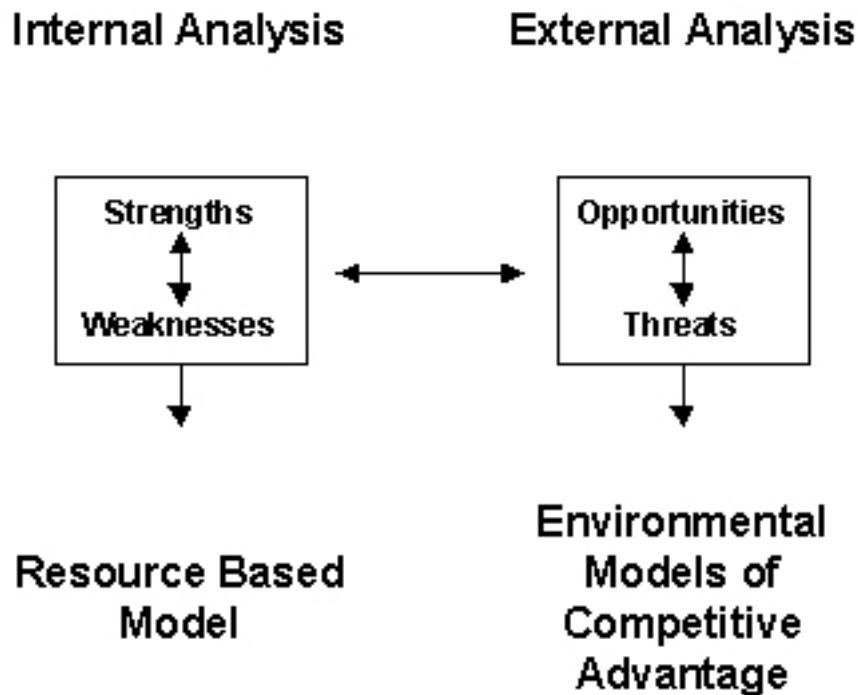 Internal Analysis
External Analysis
Strengths
Weaknesses
Opportunities
Threats
Resource Based
Model
Environmental
Models of
Competitive
Advantage